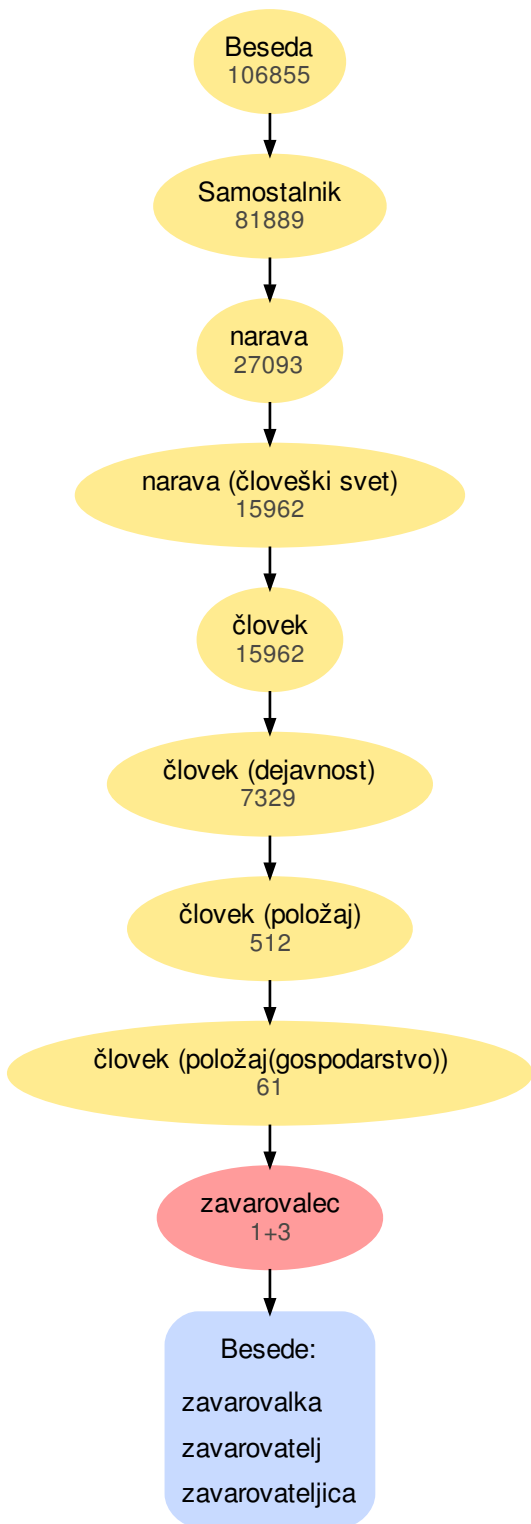 Beseda
106855
Samostalnik
81889
narava
27093
narava (človeški svet)
15962
človek
15962
človek (dejavnost)
7329
človek (položaj)
512
človek (položaj(gospodarstvo))
61
zavarovalec
1+3
Besede:
zavarovalka
zavarovatelj
zavarovateljica